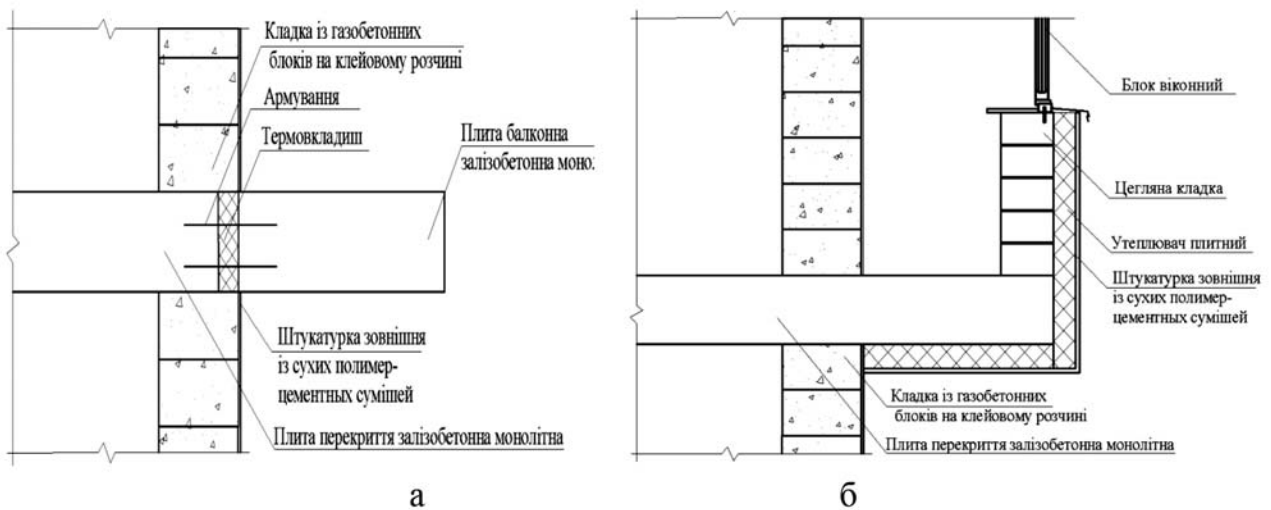 Кладка із газобетонних
блоків на клейовому розчині
Армування
Термовкладиш
Плита балконна
залізобетонна моно.
Штукатурка зовнішня
із сухих полимер-
цементных сумішей
Плита перекриття залізобетонна монолітна
а
Блок віконний
Цегляна кладка
Утеплювач плитний
Штукатурка зовнішня
із сухих полимер-
цементных сумішей
Кладка із газобетонних
блоків на клейовому розчині
Плита перекриття залізобетонна монолітна
б